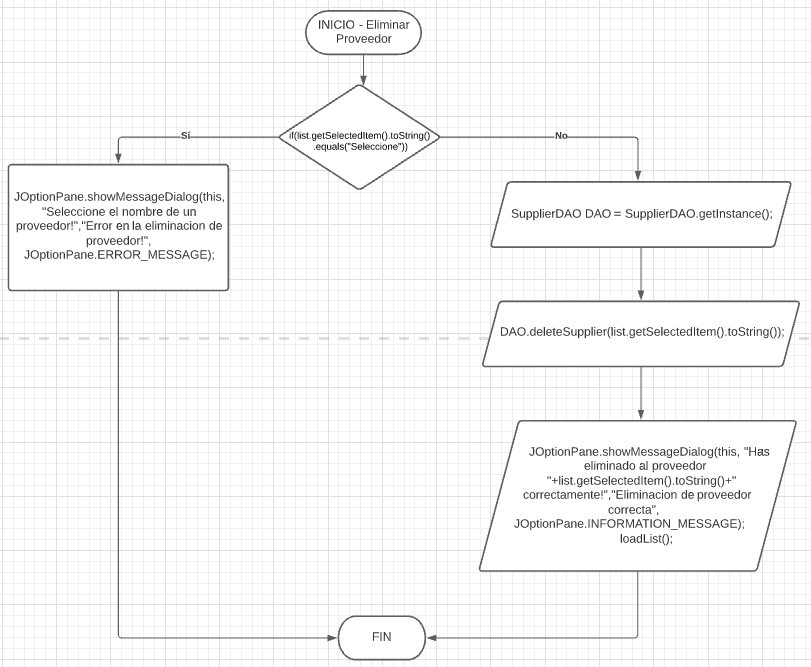 INICIO - Eliminar
Proveedor
if(list.getSelectedItem().toString()
.equals("Seleccione"))
Sí
No
JOptionPane.showMessageDialog(this,
"Seleccione el nombre de un
proveedor!","Error en la eliminacion de
proveedor!",
JOptionPane.ERROR_MESSAGE);
SupplierDAO DAO = SupplierDAO.getInstance();
DAO.deleteSupplier(list.getSelectedItem().toString());
JOptionPane.showMessageDialog(this, "Has
eliminado al proveedor
"+list.getSelectedItem().toString()+"
correctamente!","Eliminacion de proveedor
correcta",
JOptionPane.INFORMATION_MESSAGE);
loadList();
FIN